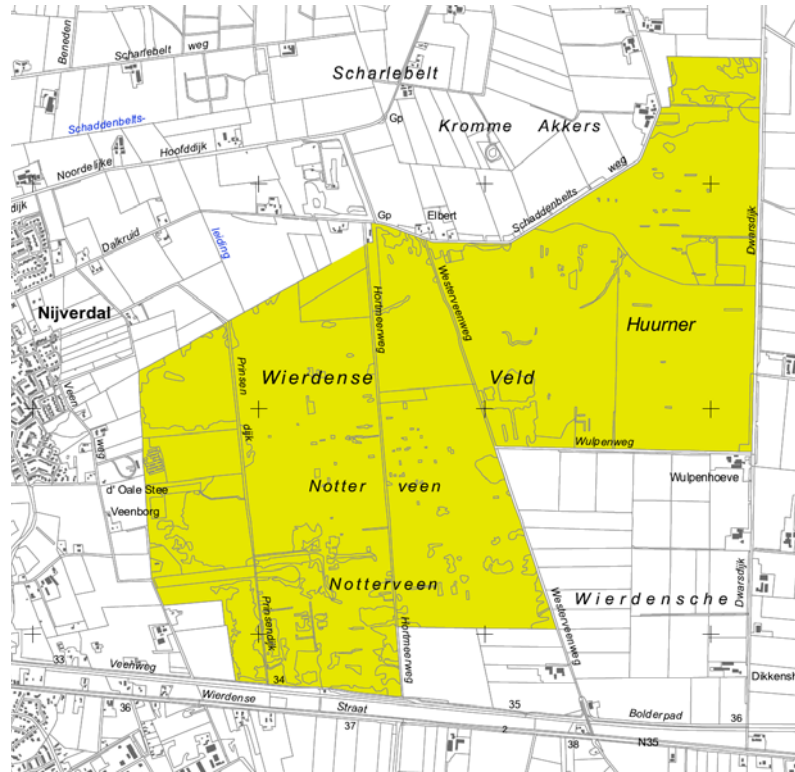 Beneden
Scharlebelt weg
Scharlebelt
Schaddenbelts-
Gp
Kromme Akkers
Noordelijke Hoofddijk
dijk
Dalkruid
leiding
Gp
Elbert
Schaddenbelts weg
Dwarsdijk
Nijverdal
Hortmeerweg
Westerveenweg
Huurner
Prinsen dijk
Wierdense Veld
Veen weg
Wulpenweg
d' Oale Stee
Veenborg
Notter veen
Wulpenhoeve
Notterveen
Wierdensche
Prinsendijk
Hortmeerweg
Westerveenweg
Dwarsdijk
33
Veenweg
34
Dikkensh
36
Wierdense Straat
35
Bolderpad
36
37
2
38
N35